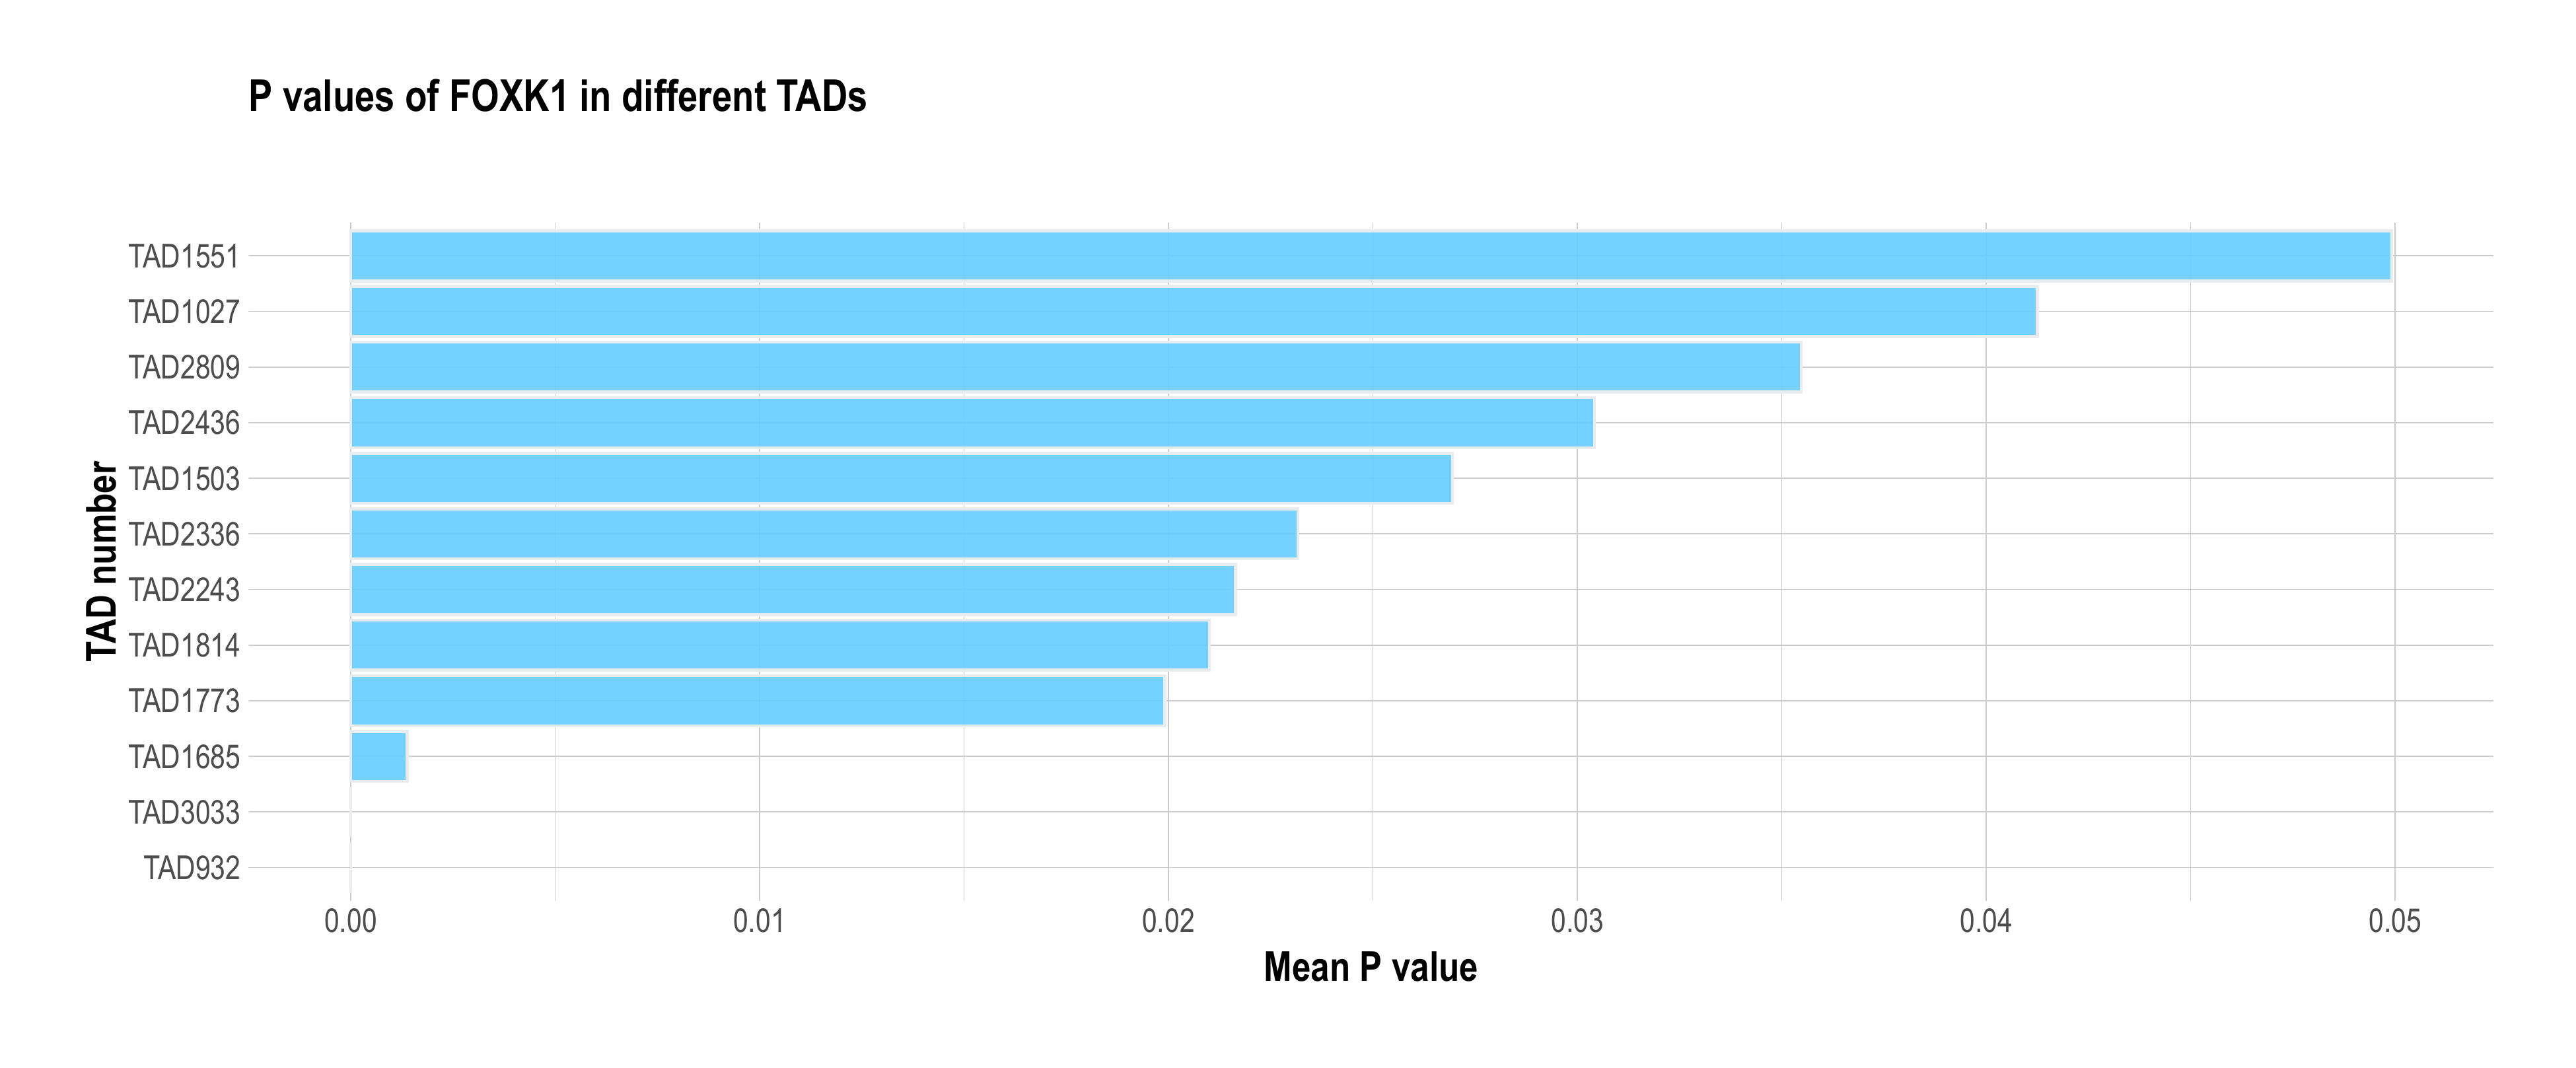 P values of FOXK1 in different TADs
TAD number
TAD1551
TAD1027
TAD2809
TAD2436
TAD1503
TAD2336
TAD2243
TAD1814
TAD1773
TAD1685
TAD3033
TAD932
0.00 0.01 0.02 0.03 0.04 0.05
Mean P value